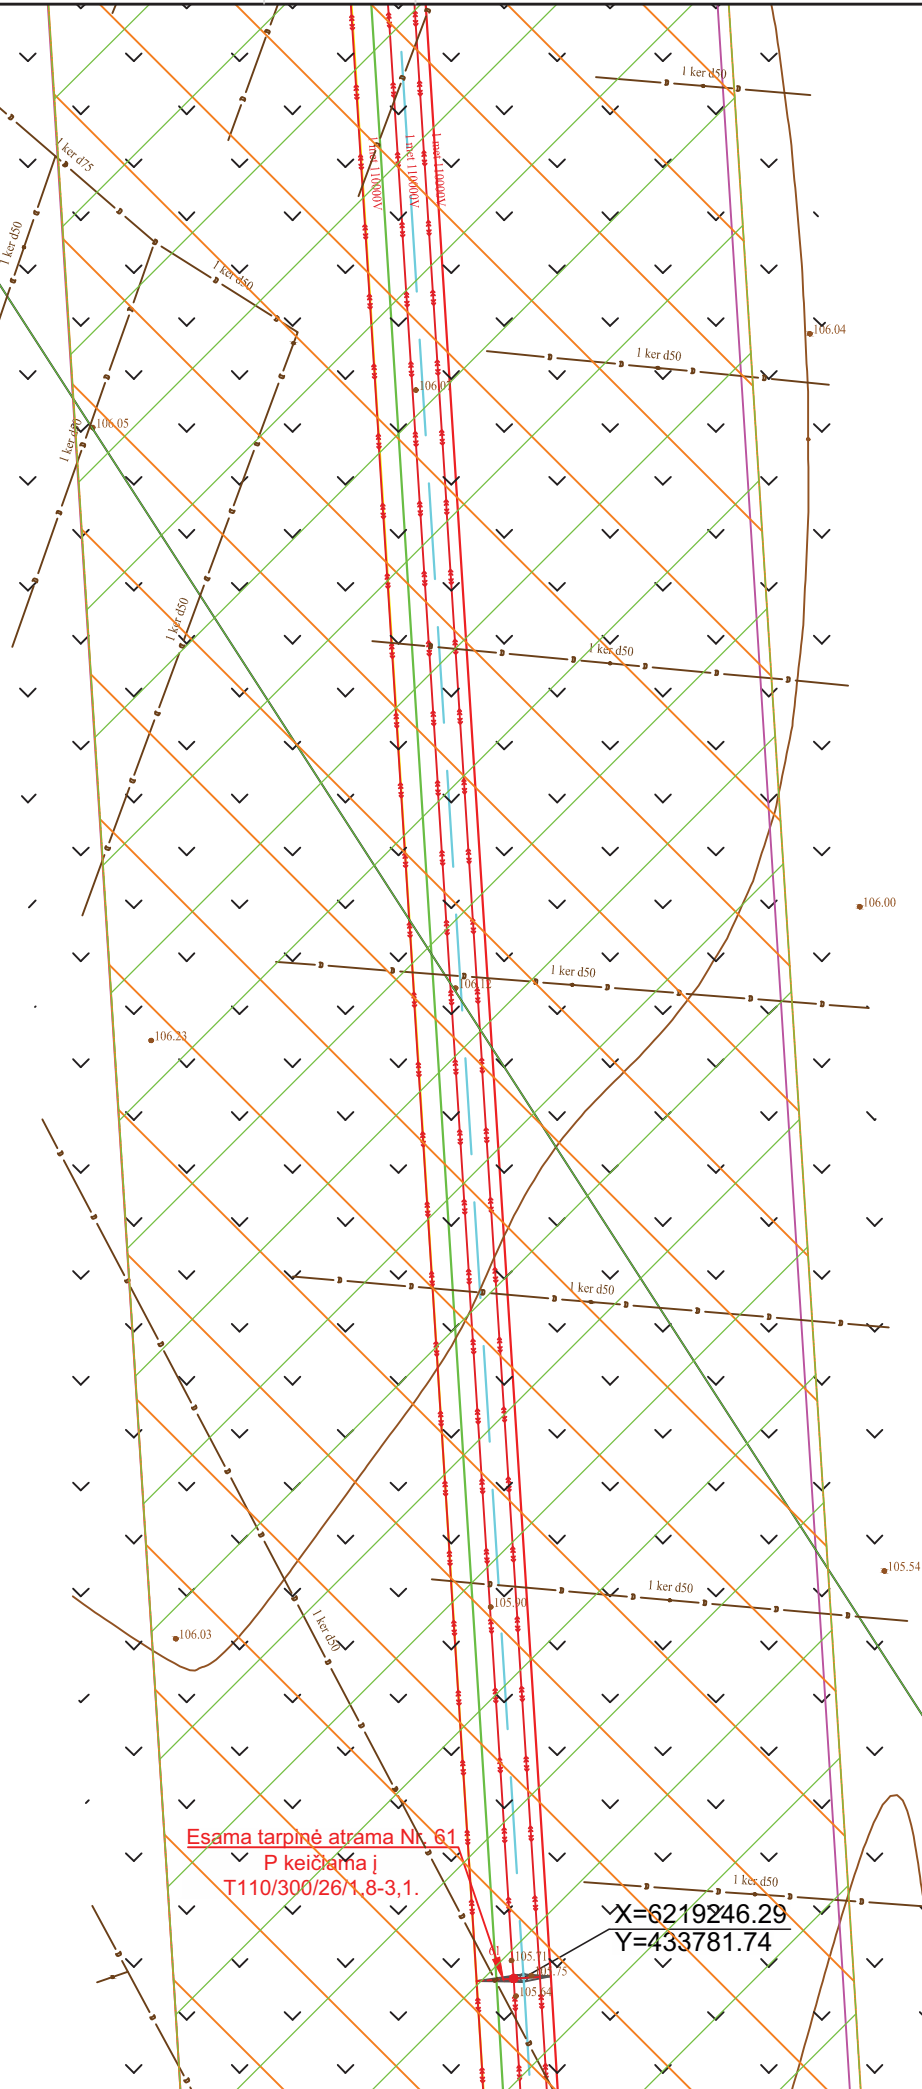 1 ker d50
1 ker d75
1 met 110000V
1 met 110000V
1 met 110000V
1 ker d50
1 ker d50
106.04
1 ker d50
106.07
106.05
1 ker d50
1 ker d50
1 ker d50
106.00
1 ker d50
106.12
106.23
1 ker d50
105.54
1 ker d50
105.90
1 ker d50
106.03
Esama tarpinė atrama Nr. 61
P keičiama į
T110/300/26/1,8-3,1.
1 ker d50
X=6219246.29
Y=433781.74
61
105.71
105.75
105.64